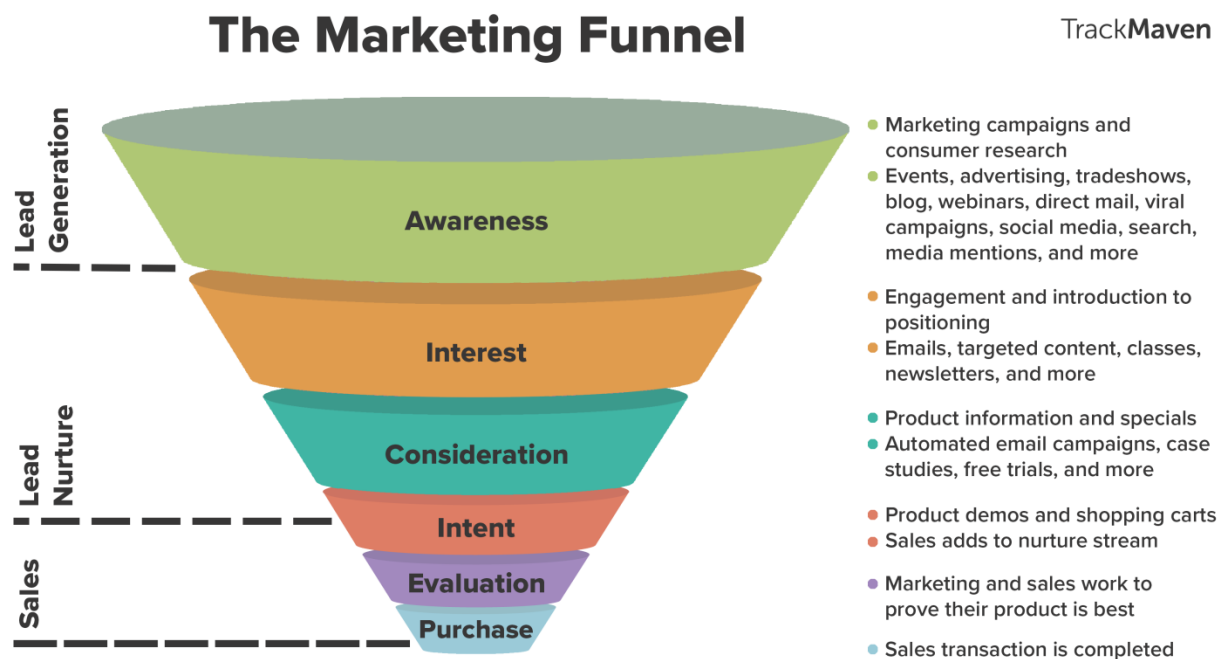 The Marketing Funnel
TrackMaven
Lead
Generation
Awareness
• Marketing campaigns and
consumer research
• Events, advertising, tradeshows,
blog, webinars, direct mail, viral
campaigns, social media, search,
media mentions, and more
Interest
• Engagement and introduction to
positioning
• Emails, targeted content, classes,
newsletters, and more
Lead
Nurture
Consideration
• Product information and specials
• Automated email campaigns, case
studies, free trials, and more
Intent
• Product demos and shopping carts
• Sales adds to nurture stream
Sales
Evaluation
• Marketing and sales work to
prove their product is best
Purchase
• Sales transaction is completed